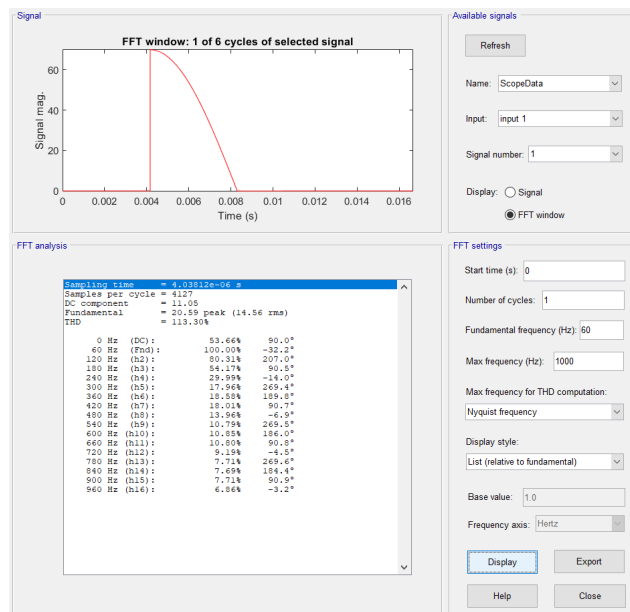 Signal
FFT window: 1 of 6 cycles of selected signal
Signal mag.
60
40
20
0
0 0.002 0.004 0.006 0.008 0.01 0.012 0.014 0.016
Time (s)
Available signals
Refresh
Name: ScopeData
Input: input 1
Signal number: 1
Display: Signal
FFT window
FFT analysis
Sampling time = 4.03812e-06 s
Samples per cycle = 4127
DC component = 11.05
Fundamental = 20.59 peak (14.56 rms)
THD = 113.30%
0 Hz (DC): 53.66% 90.0°
60 Hz (Fnd): 100.00% -32.2°
120 Hz (h2): 80.31% 207.0°
180 Hz (h3): 54.17% 90.5°
240 Hz (h4): 29.99% -14.0°
300 Hz (h5): 17.96% 269.4°
360 Hz (h6): 18.58% 189.8°
420 Hz (h7): 18.01% 90.7°
480 Hz (h8): 13.96% -6.9°
540 Hz (h9): 10.79% 269.5°
600 Hz (h10): 10.85% 186.0°
660 Hz (h11): 10.80% 90.8°
720 Hz (h12): 9.19% -4.5°
780 Hz (h13): 7.71% 269.6°
840 Hz (h14): 7.69% 184.4°
900 Hz (h15): 7.71% 90.9°
960 Hz (h16): 6.86% -3.2°
FFT settings
Start time (s): 0
Number of cycles: 1
Fundamental frequency (Hz): 60
Max frequency (Hz): 1000
Max frequency for THD computation:
Nyquist frequency
Display style:
List (relative to fundamental)
Base value: 1.0
Frequency axis: Hertz
Display Export
Help Close